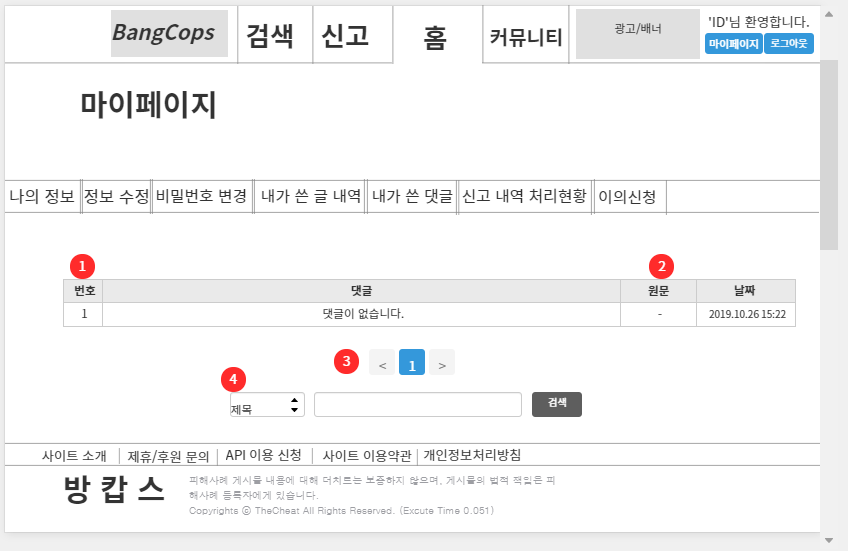 BangCops 검색 신고 홈 커뮤니티 광고/배너 'ID'님 환영합니다.
마이페이지 로그아웃
마이페이지
나의 정보 정보 수정 비밀번호 변경 내가 쓴 글 내역 내가 쓴 댓글 신고 내역 처리현황 이의신청
1 2
번호 댓글 원문 날짜
1 댓글이 없습니다. - 2019.10.26 15:22
3 < 1 >
4
제목 검색
사이트 소개 제휴/후원 문의 API 이용 신청 사이트 이용약관 개인정보처리방침
방 캅 스
피해사례 게시물 내용에 대해 더치트는 보증하지 않으며, 게시물의 법적 책임은 피
해사례 등록자에게 있습니다.
Copyrights ⓒ TheCheat All Rights Reserved. (Excute Time 0.051)